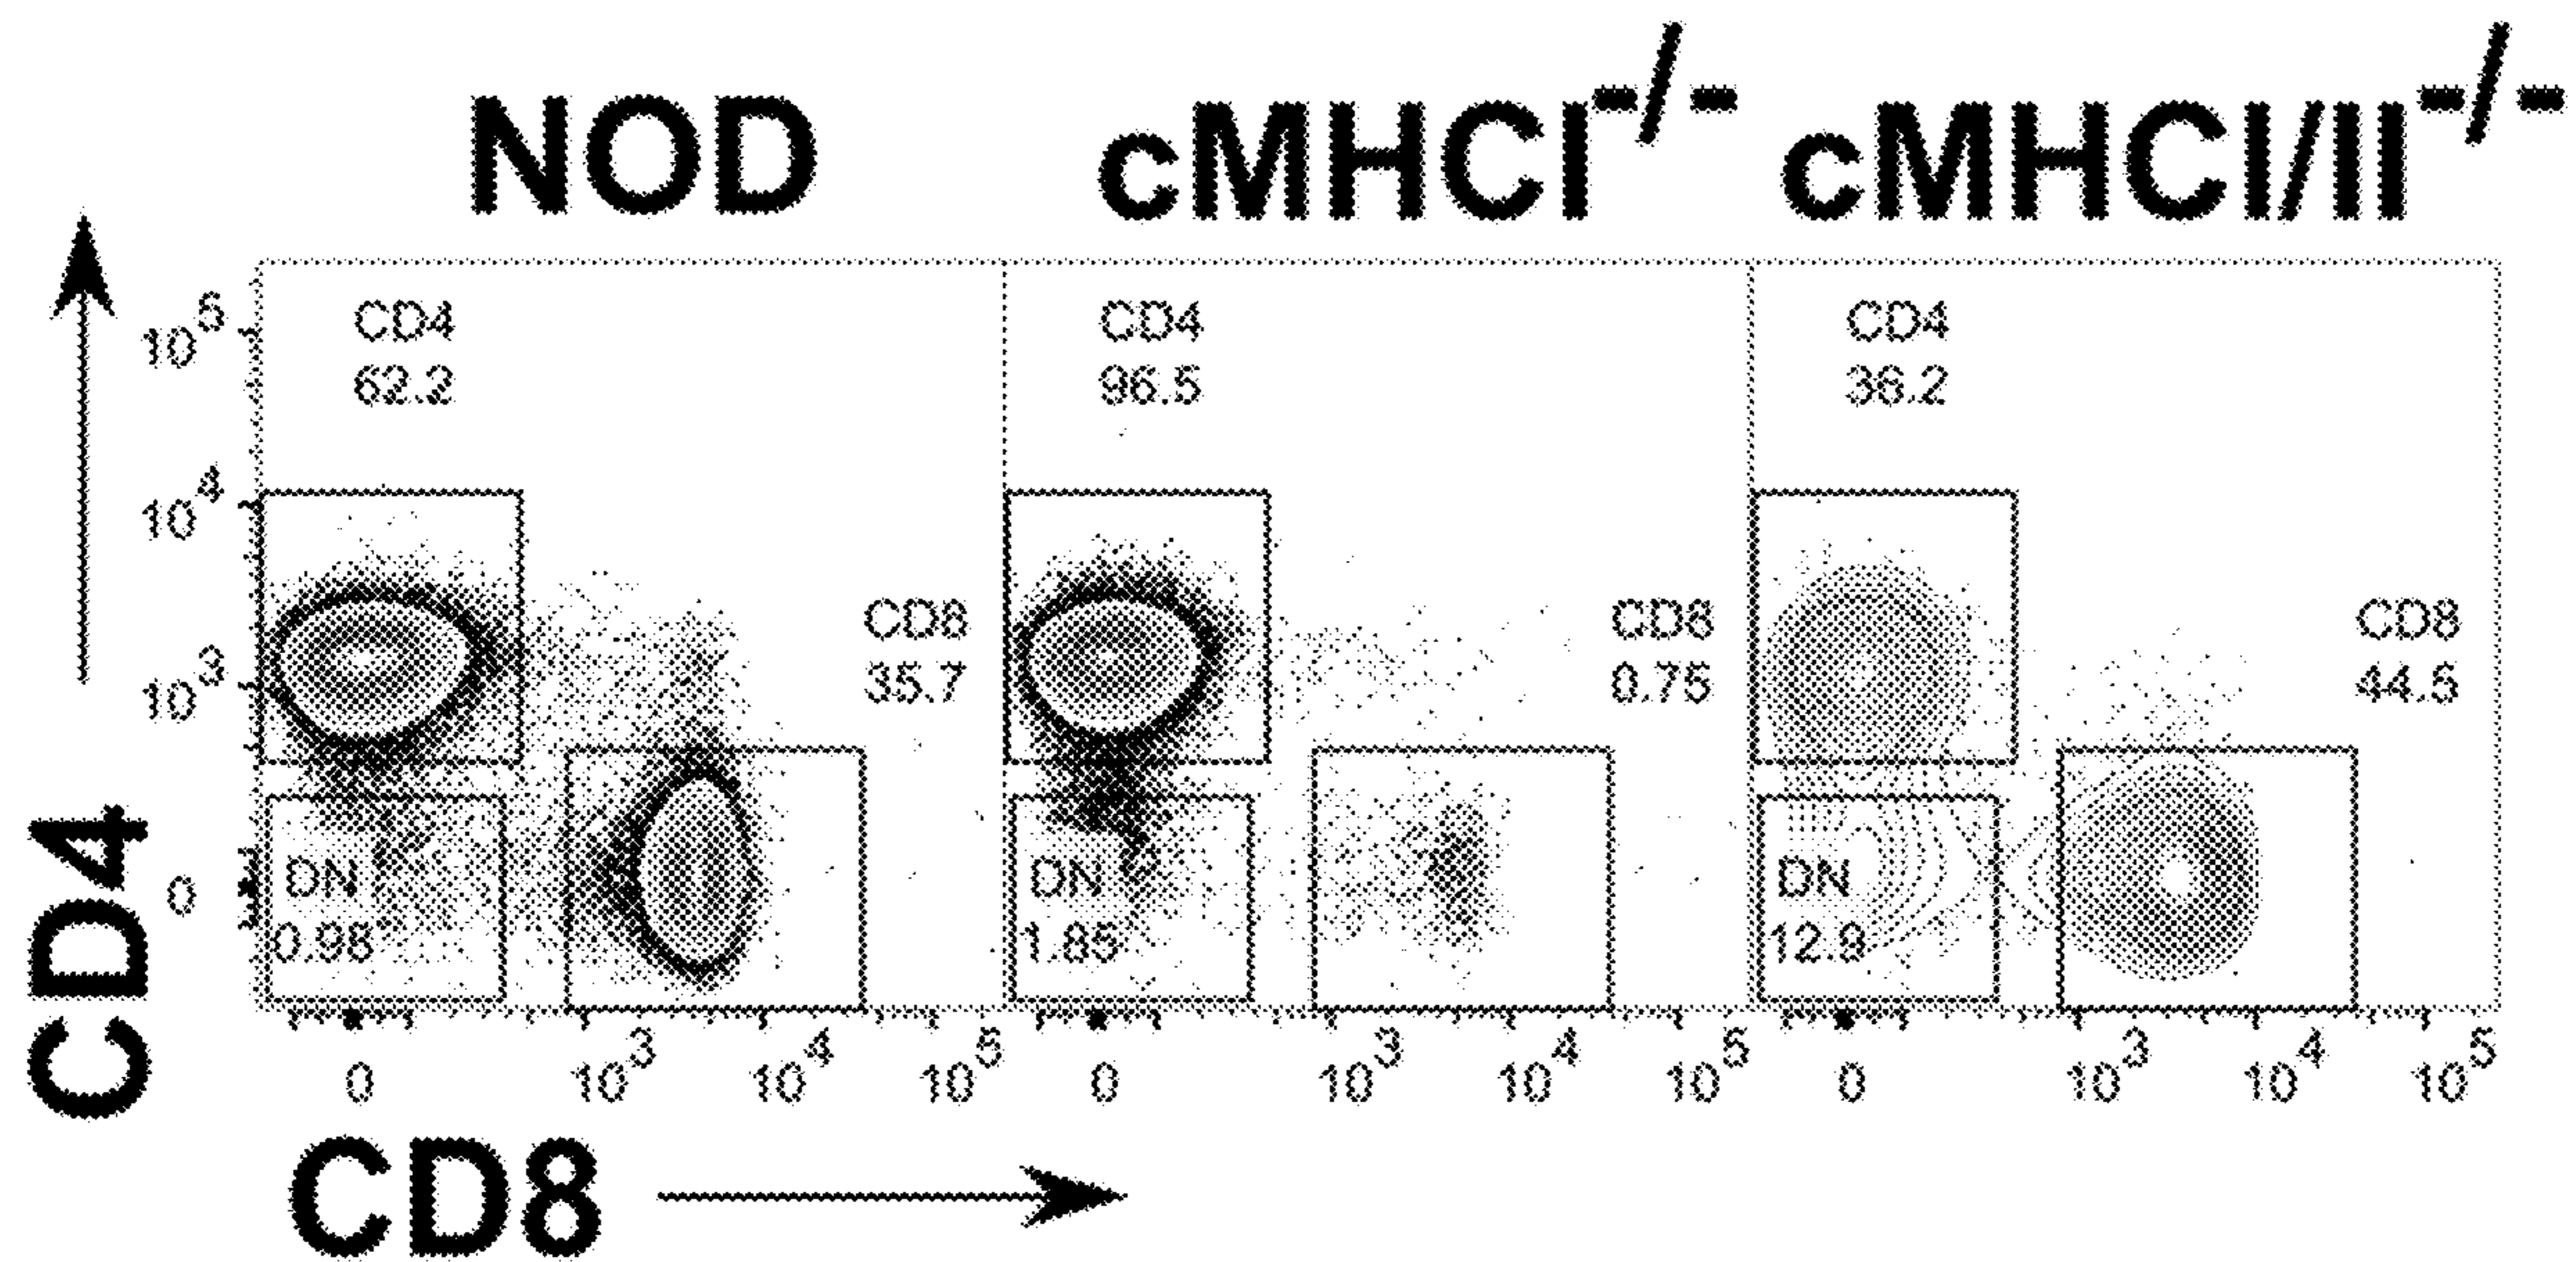 NOD cMHCI-/- cMHCI/II-/-
CD4
62.2
CD8
35.7
DN
0.98
CD4
96.5
CD8
0.75
DN
1.85
CD4
36.2
CD8
44.5
DN
12.9
10^5
10^4
10^3
0
0 10^3 10^4 10^5 0 10^3 10^4 10^5 0 10^3 10^4 10^5
CD4
CD8